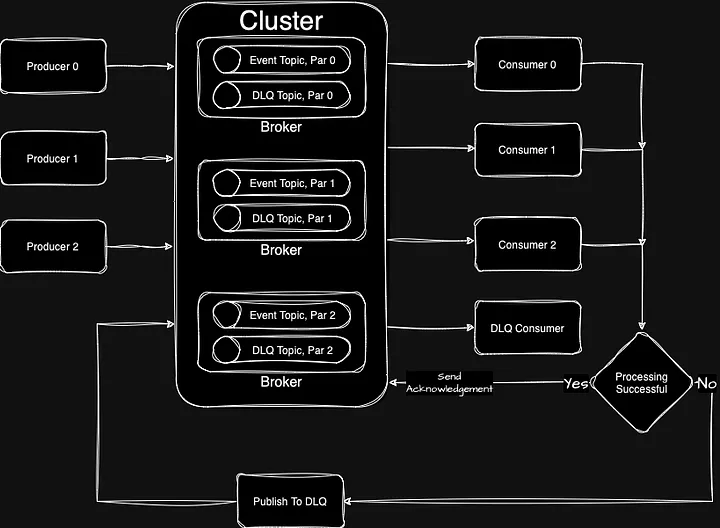 Cluster
Producer 0
Event Topic, Par 0
DLQ Topic, Par 0
Broker
Consumer 0
Producer 1
Event Topic, Par 1
DLQ Topic, Par 1
Broker
Consumer 1
Producer 2
Event Topic, Par 2
DLQ Topic, Par 2
Broker
Consumer 2
DLQ Consumer
Send
Acknowledgement
Yes
Processing
Successful
No
Publish To DLQ